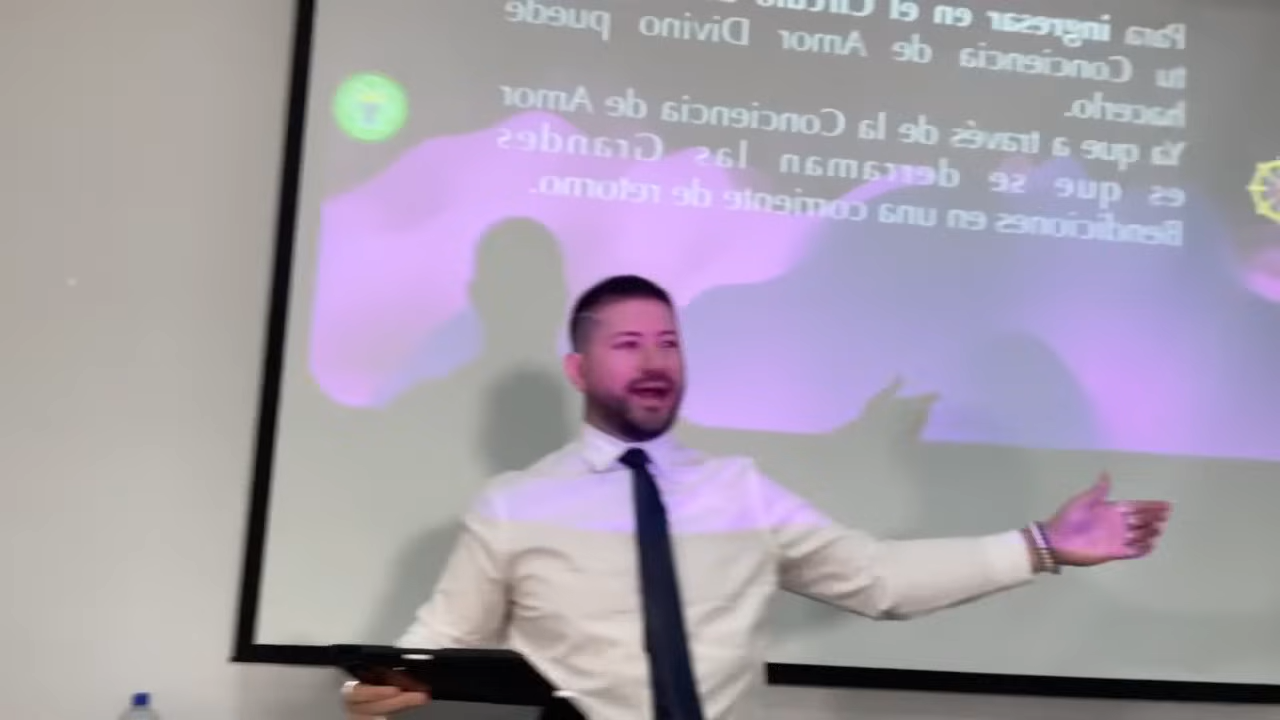 Para ingresar en el Círculo
tu Conciencia de Amor Divino puede
hacerlo.
Ya que a través de la Conciencia de Amor
es que se derraman las Grandes
Bendiciones en una corriente de retorno.